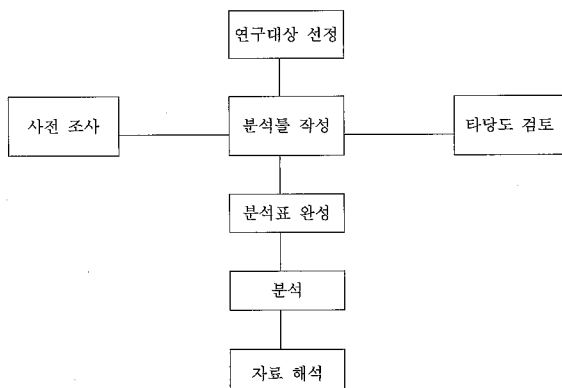 연구대상 선정
사전 조사
분석틀 작성
타당도 검토
분석표 완성
분석
자료 해석